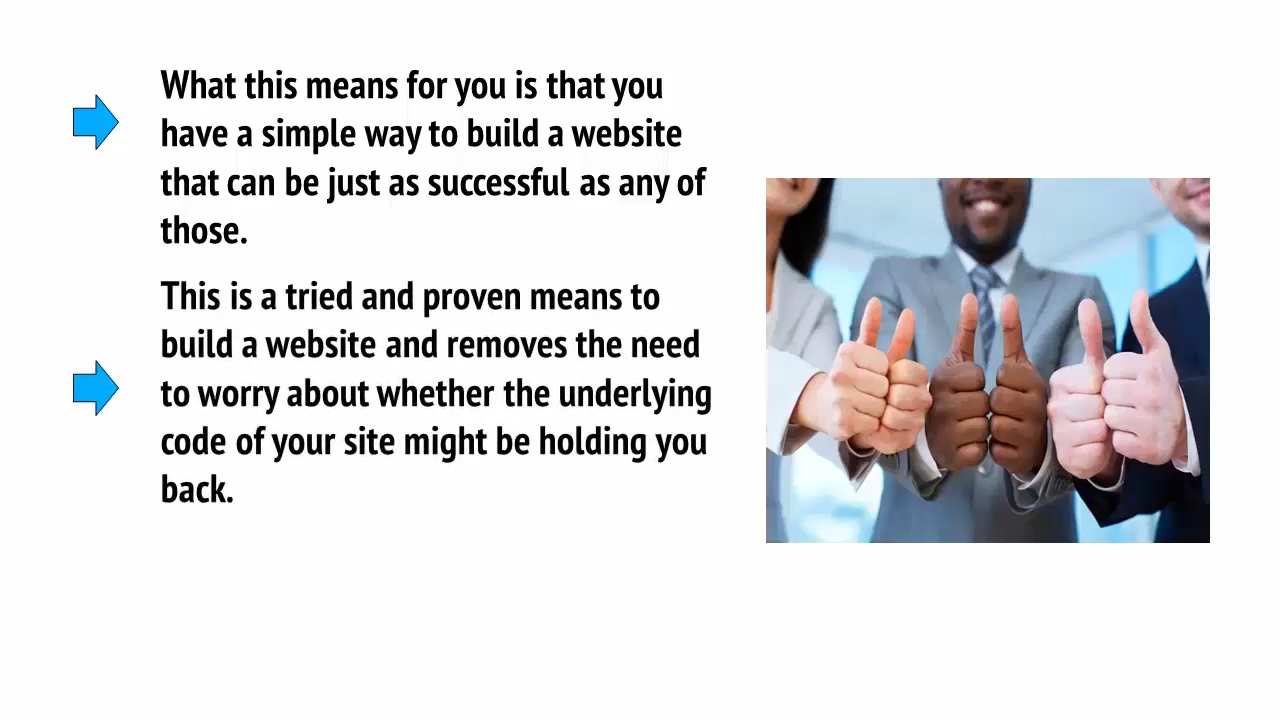 What this means for you is that you
have a simple way to build a website
that can be just as successful as any of
those.
This is a tried and proven means to
build a website and removes the need
to worry about whether the underlying
code of your site might be holding you
back.